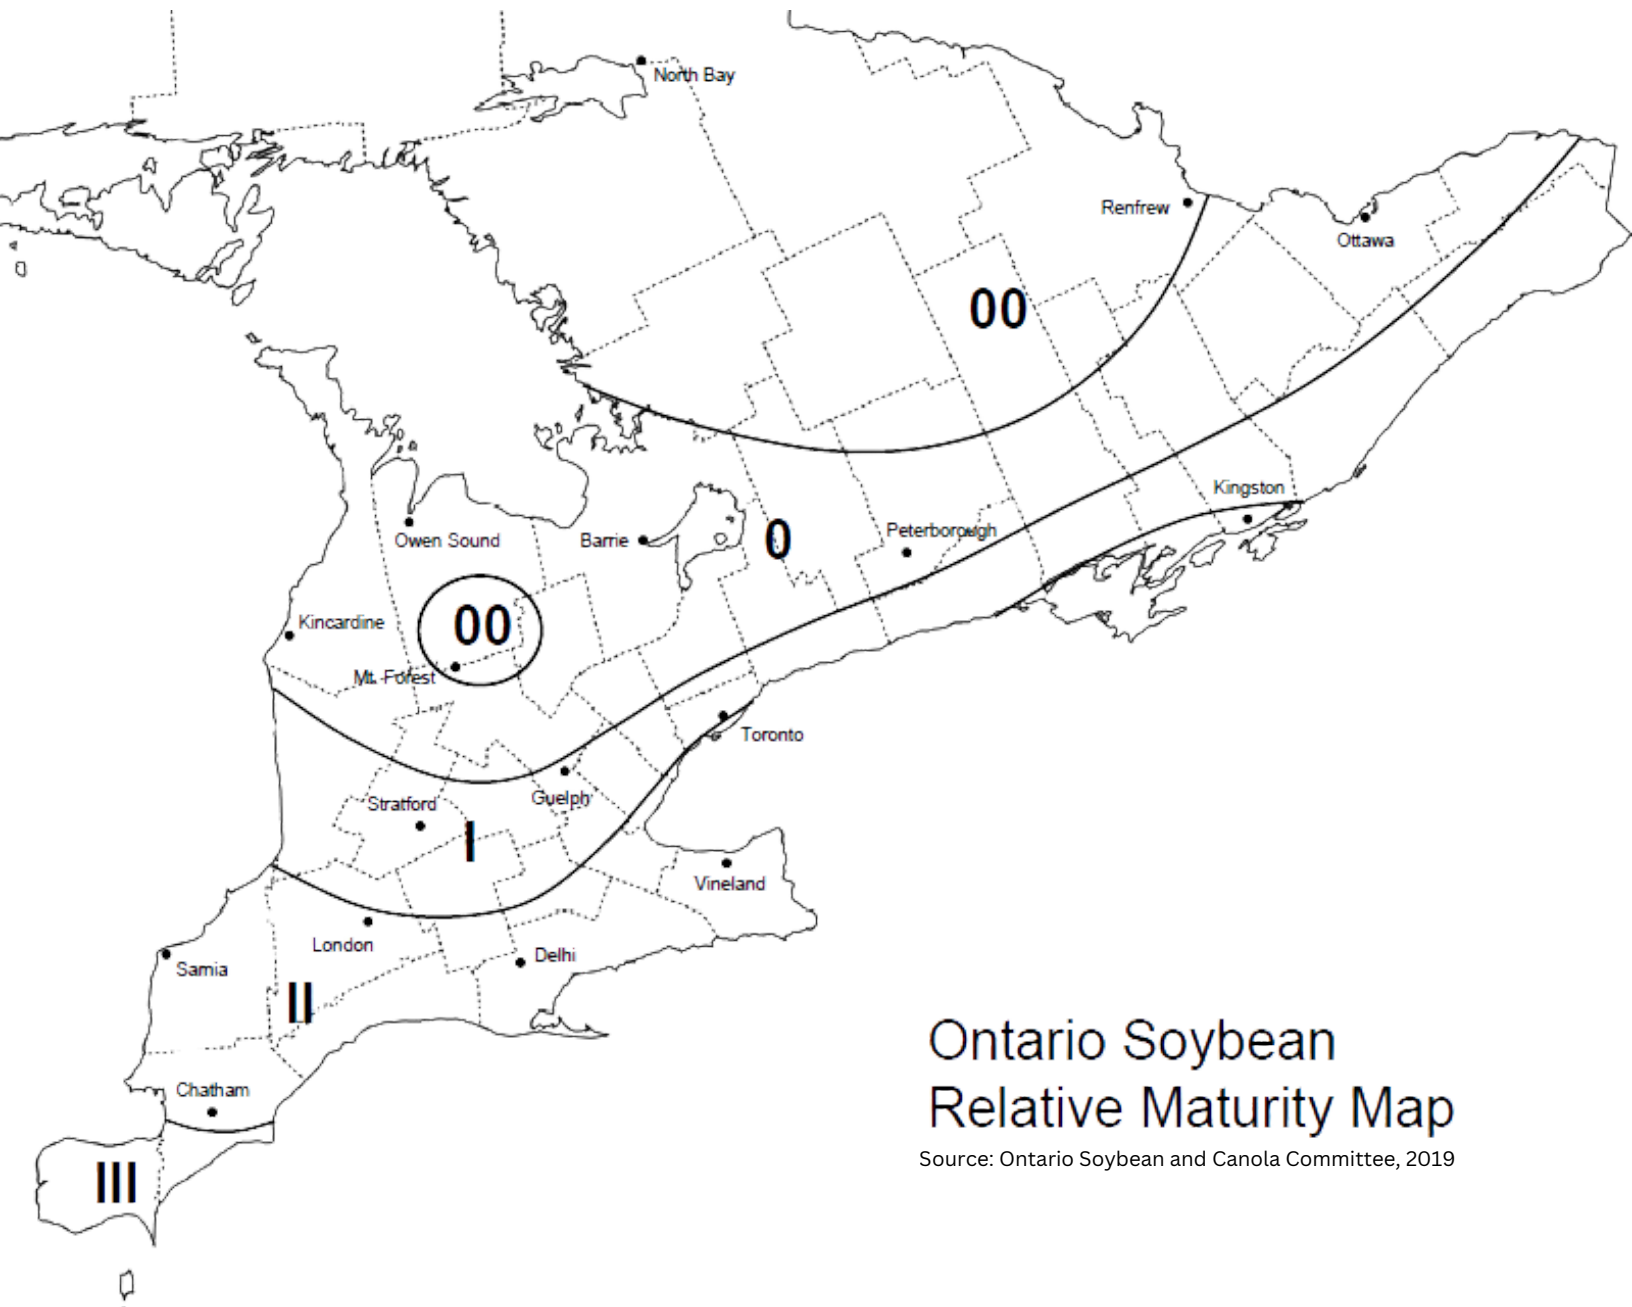 North Bay
Renfrew
Ottawa
00
Kingston
Owen Sound
Barrie
0
Peterborough
00
Kincardine
Mt. Forest
Toronto
Stratford
Guelph
I
Vineland
London
Delhi
Sarnia
II
Chatham
III
Ontario Soybean
Relative Maturity Map
Source: Ontario Soybean and Canola Committee, 2019